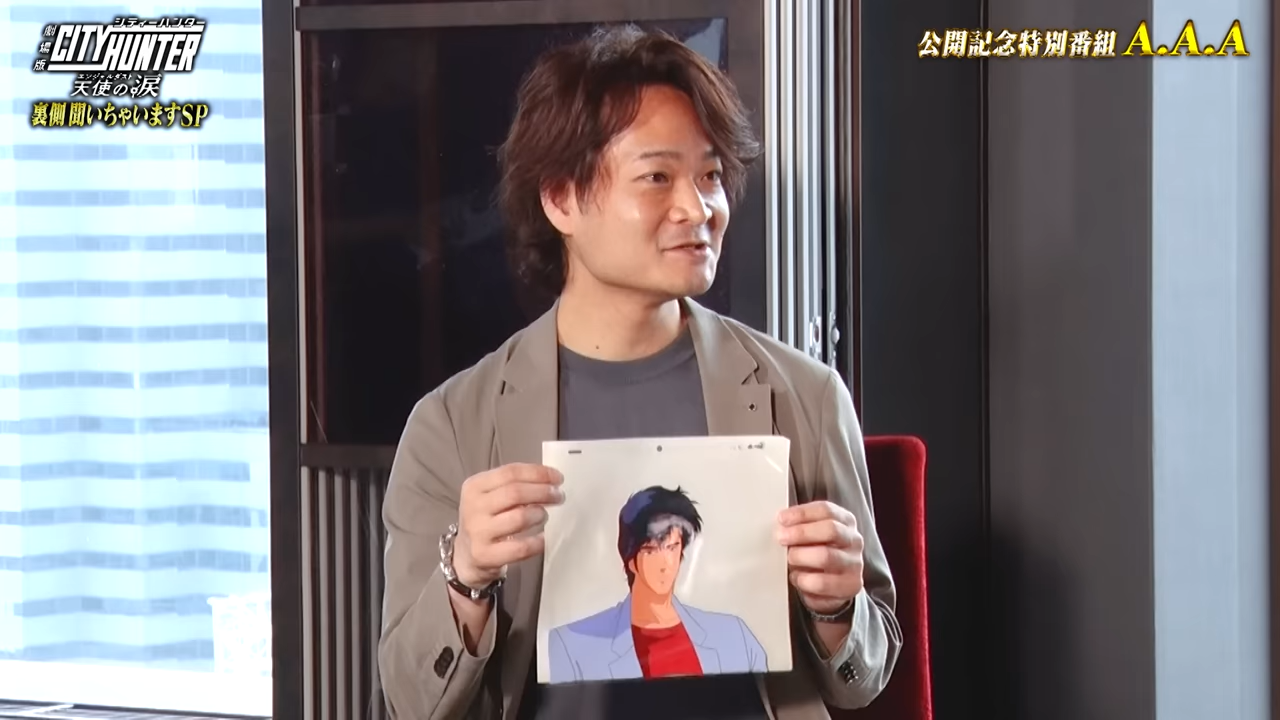 劇場版
シティーハンター
CITY HUNTER
エンジェルダスト
天使の涙
裏側聞いちゃいますSP
公開記念特別番組 A.A.A